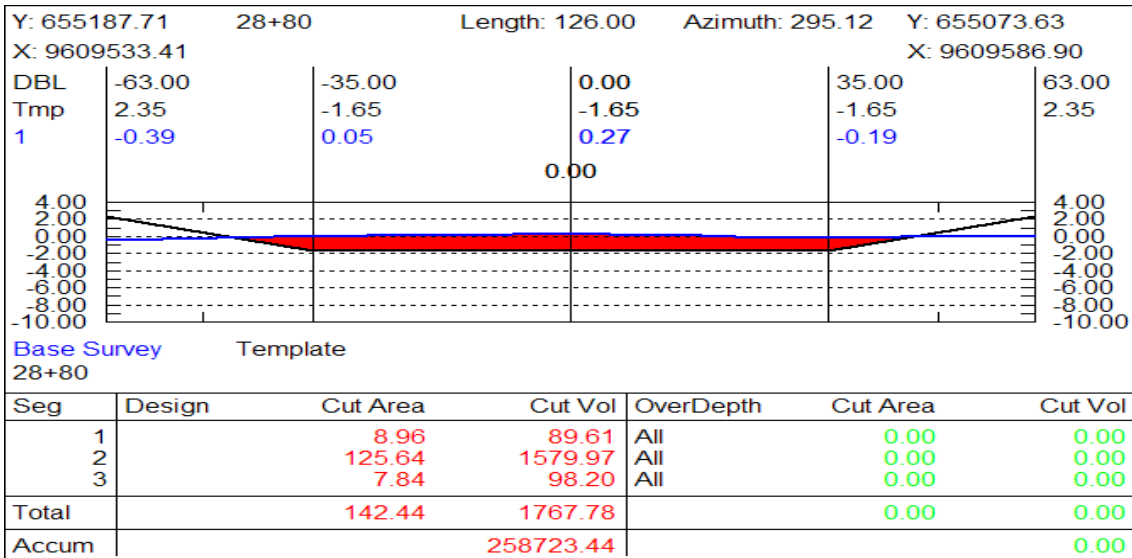 Y: 655187.71 28+80 Length: 126.00 Azimuth: 295.12 Y: 655073.63
X: 9609533.41 X: 9609586.90
DBL -63.00 -35.00 0.00 35.00 63.00
Tmp 2.35 -1.65 -1.65 -1.65 2.35
1 -0.39 0.05 0.27 -0.19
0.00
4.00 4.00
2.00 2.00
0.00 0.00
-2.00 -2.00
-4.00 -4.00
-6.00 -6.00
-8.00 -8.00
-10.00 -10.00
Base Survey Template
28+80
Seg Design Cut Area Cut Vol OverDepth Cut Area Cut Vol
1 8.96 89.61 All 0.00 0.00
2 125.64 1579.97 All 0.00 0.00
3 7.84 98.20 All 0.00 0.00
Total 142.44 1767.78 0.00 0.00
Accum 258723.44 0.00